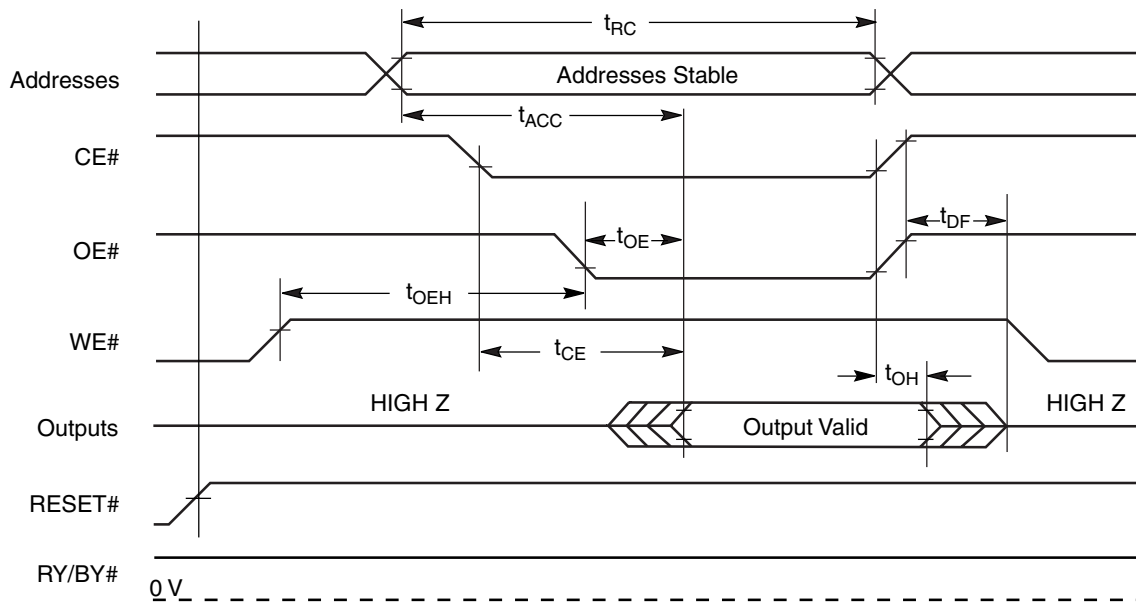 tRC
Addresses
Addresses Stable
tACC
CE#
tDF
OE#
tOE
tOEH
WE#
tCE
tOH
HIGH Z
HIGH Z
Outputs
Output Valid
RESET#
RY/BY#
0 V